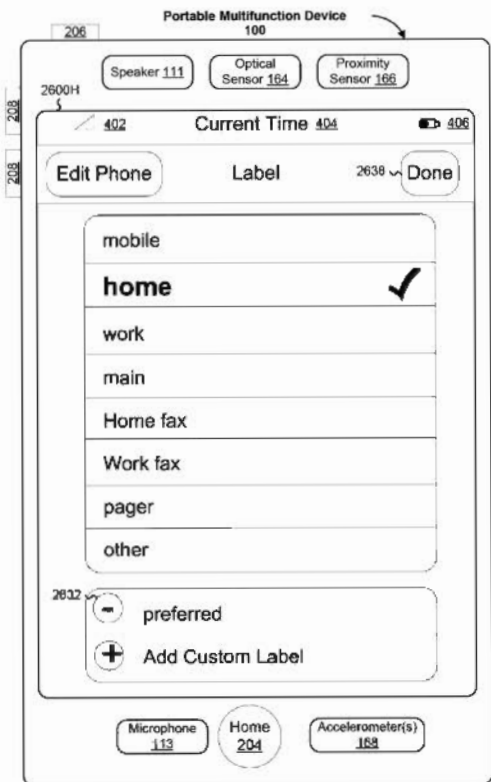 Portable Multifunction Device
100
206
Speaker 111
Optical
Sensor 164
Proximity
Sensor 166
2600H
208
208
402
Current Time 404
406
Edit Phone
Label
2638
Done
mobile
home
work
main
Home fax
Work fax
pager
other
2632
- preferred
+ Add Custom Label
Microphone
113
Home
204
Accelerometer(s)
168